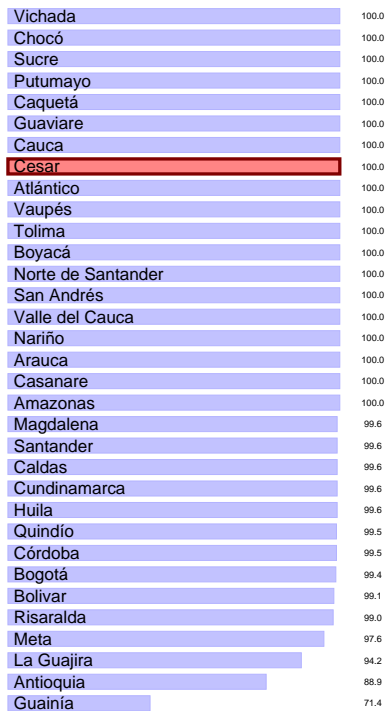 Vichada 100.0
Chocó 100.0
Sucre 100.0
Putumayo 100.0
Caquetá 100.0
Guaviare 100.0
Cauca 100.0
Cesar 100.0
Atlántico 100.0
Vaupés 100.0
Tolima 100.0
Boyacá 100.0
Norte de Santander 100.0
San Andrés 100.0
Valle del Cauca 100.0
Nariño 100.0
Arauca 100.0
Casanare 100.0
Amazonas 100.0
Magdalena 99.6
Santander 99.6
Caldas 99.6
Cundinamarca 99.6
Huila 99.6
Quindío 99.5
Córdoba 99.5
Bogotá 99.4
Bolivar 99.1
Risaralda 99.0
Meta 97.6
La Guajira 94.2
Antioquia 88.9
Guainía 71.4